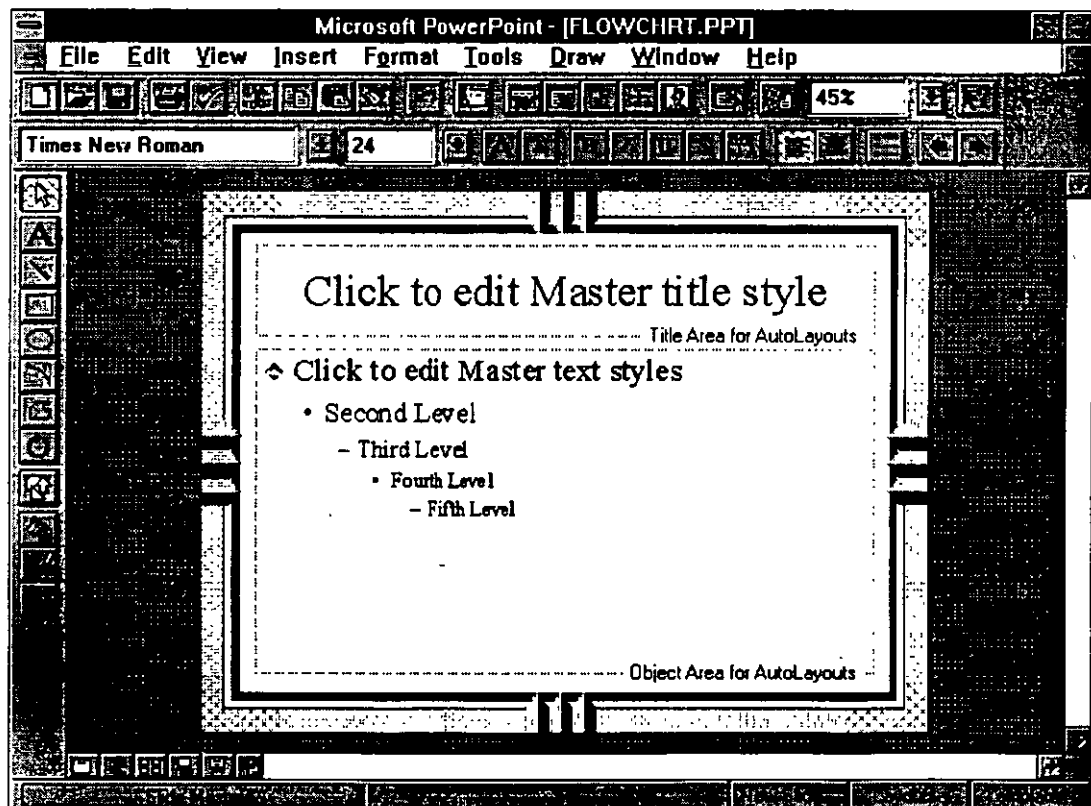 Microsoft PowerPoint - [FLOWCHRT.PPT]
File Edit View Insert Format Tools Draw Window Help
45%
Times New Roman 24
Click to edit Master title style
Title Area for AutoLayouts
Click to edit Master text styles
• Second Level
– Third Level
• Fourth Level
– Fifth Level
Object Area for AutoLayouts